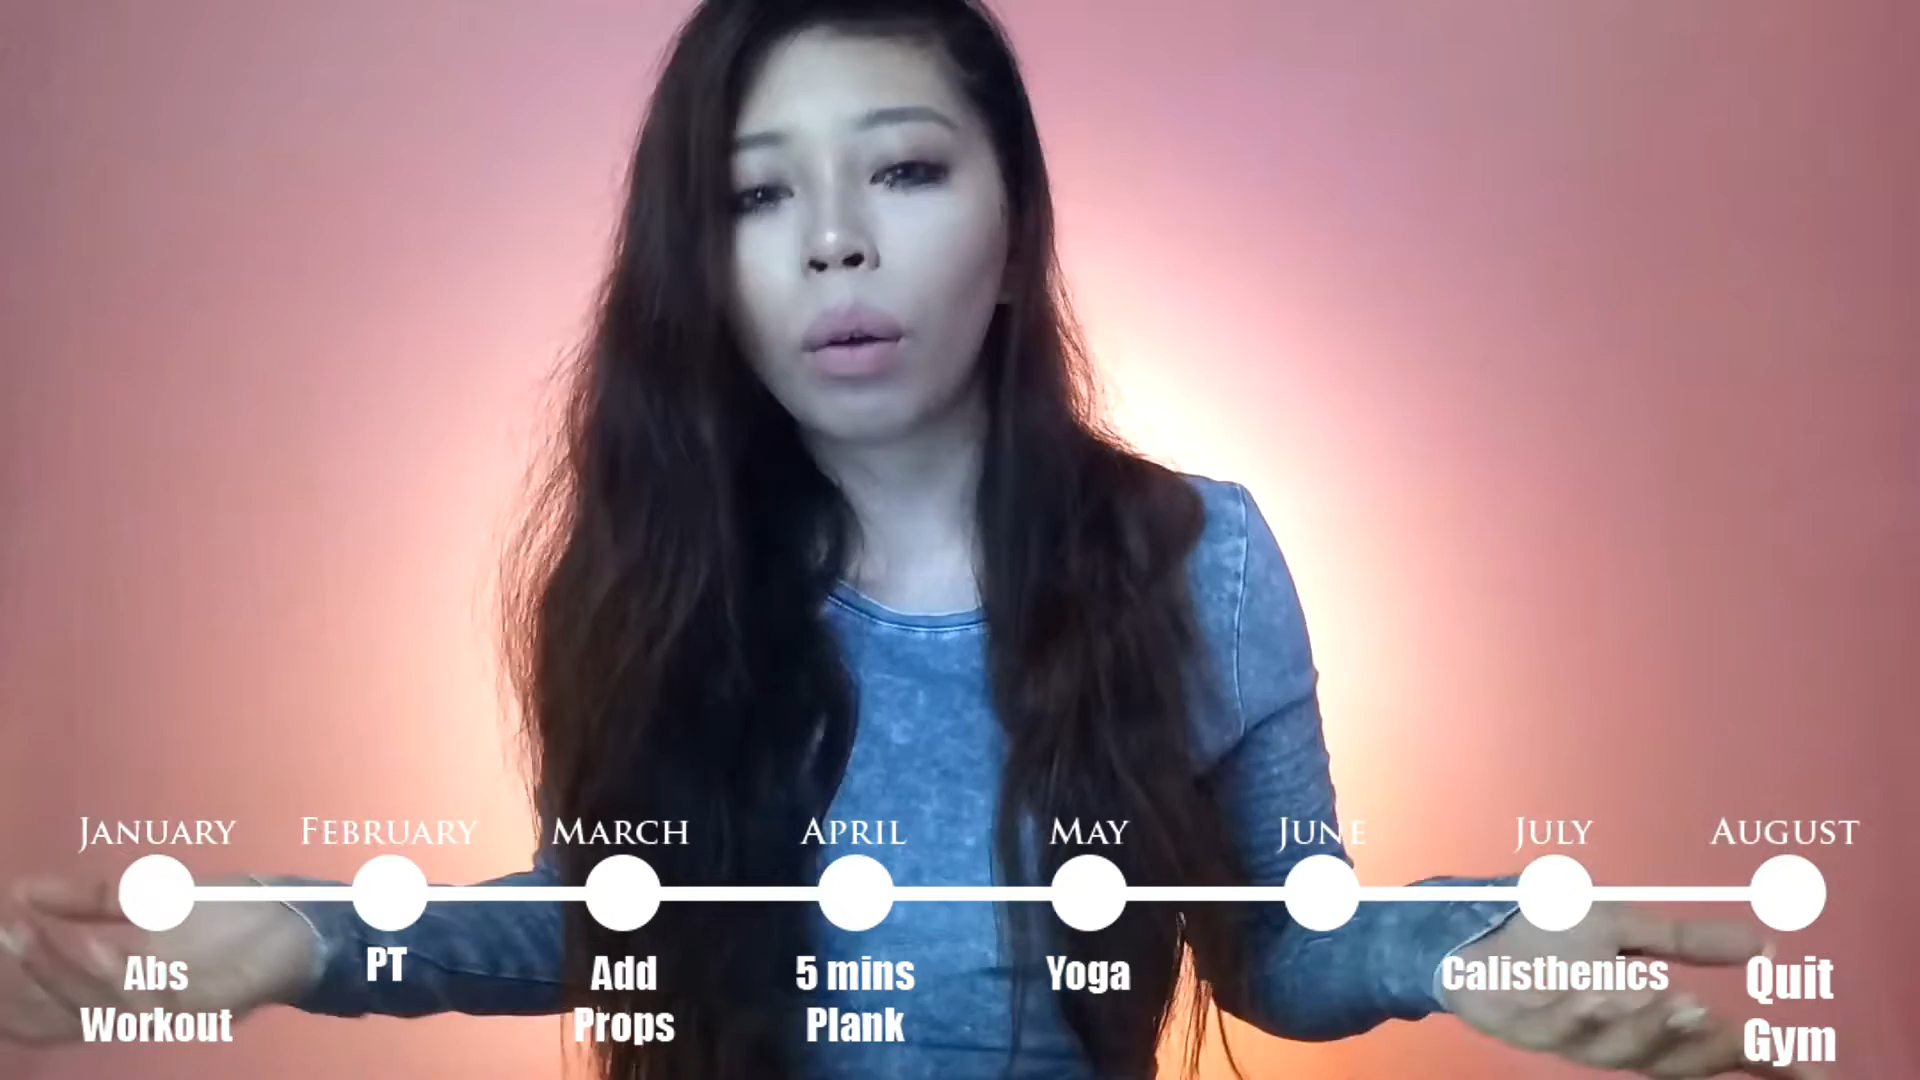 January February March April May June July August
Abs PT Add 5 mins Yoga Calisthenics Quit
Workout Props Plank Gym